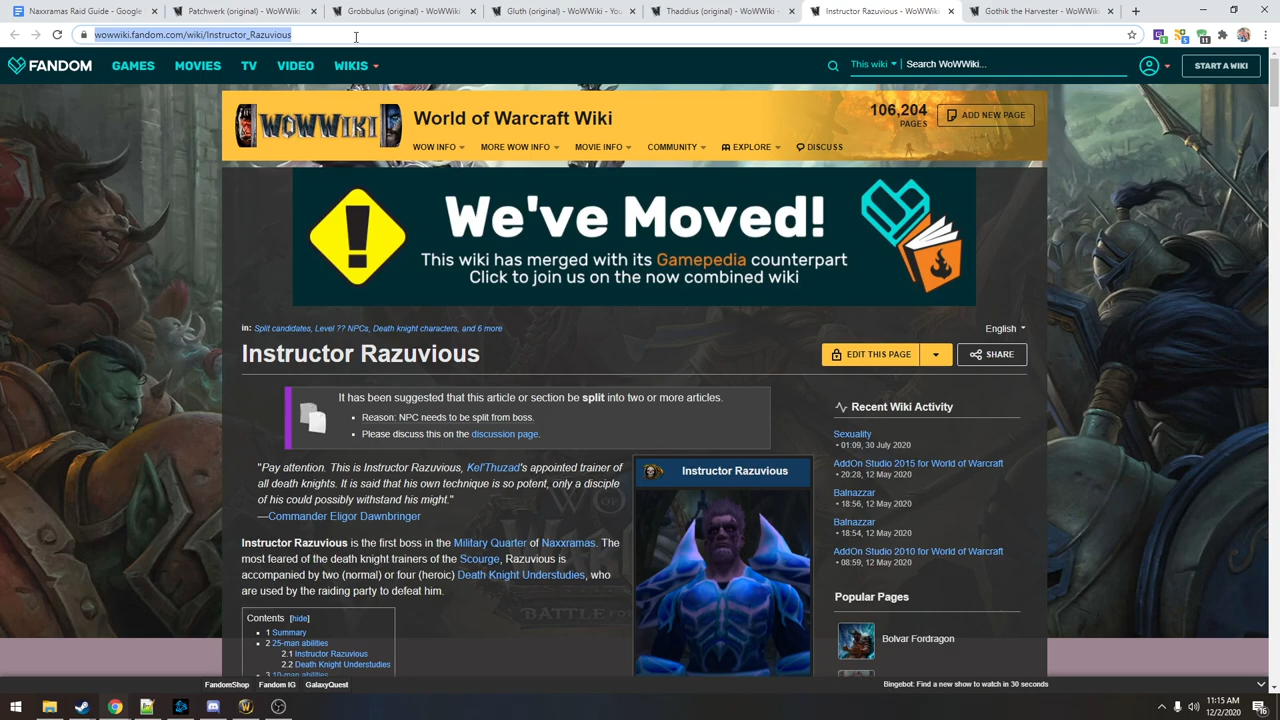 Naxxramas Raid Guide - Google
Patchwerk (original) - WoWWiki
Grobbulus (original) - WoWWiki
Gluth (original) - WoWWiki - You
Thaddius (original) - WoWWiki
Instructor Razuvious - WoWWiki
Gothik the Harvester - WoWWiki
wowwiki.fandom.com/wiki/Instructor_Razuvious
FANDOM GAMES MOVIES TV VIDEO WIKIS This wiki Search WoWWiki... START A WIKI
WOWWIKI World of Warcraft Wiki 106,204 PAGES ADD NEW PAGE
WOW INFO MORE WOW INFO MOVIE INFO COMMUNITY EXPLORE DISCUSS
We've Moved!
This wiki has merged with its Gamepedia counterpart
Click to join us on the now combined wiki
in: Split candidates, Level ?? NPCs, Death knight characters, and 6 more
English
Instructor Razuvious
EDIT THIS PAGE SHARE
It has been suggested that this article or section be split into two or more articles.
Reason: NPC needs to be split from boss.
Please discuss this on the discussion page.
"Pay attention. This is Instructor Razuvious, Kel'Thuzad's appointed trainer of
all death knights. It is said that his own technique is so potent, only a disciple
of his could possibly withstand his might."
—Commander Eligor Dawnbringer
Instructor Razuvious is the first boss in the Military Quarter of Naxxramas. The
most feared of the death knight trainers of the Scourge, Razuvious is
accompanied by two (normal) or four (heroic) Death Knight Understudies, who
are used by the raiding party to defeat him.
Contents [hide]
1 Summary
2 25-man abilities
2.1 Instructor Razuvious
2.2 Death Knight Understudies
3 10-man abilities
Instructor Razuvious
Recent Wiki Activity
Sexuality
• 01:09, 30 July 2020
AddOn Studio 2015 for World of Warcraft
• 20:28, 12 May 2020
Balnazzar
• 18:56, 12 May 2020
Balnazzar
• 18:54, 12 May 2020
AddOn Studio 2010 for World of Warcraft
• 08:59, 12 May 2020
Popular Pages
Bolvar Fordragon
FandomShop Fandom IG GalaxyQuest
Bingebot: Find a new show to watch in 30 seconds
11:15 AM
12/2/2020